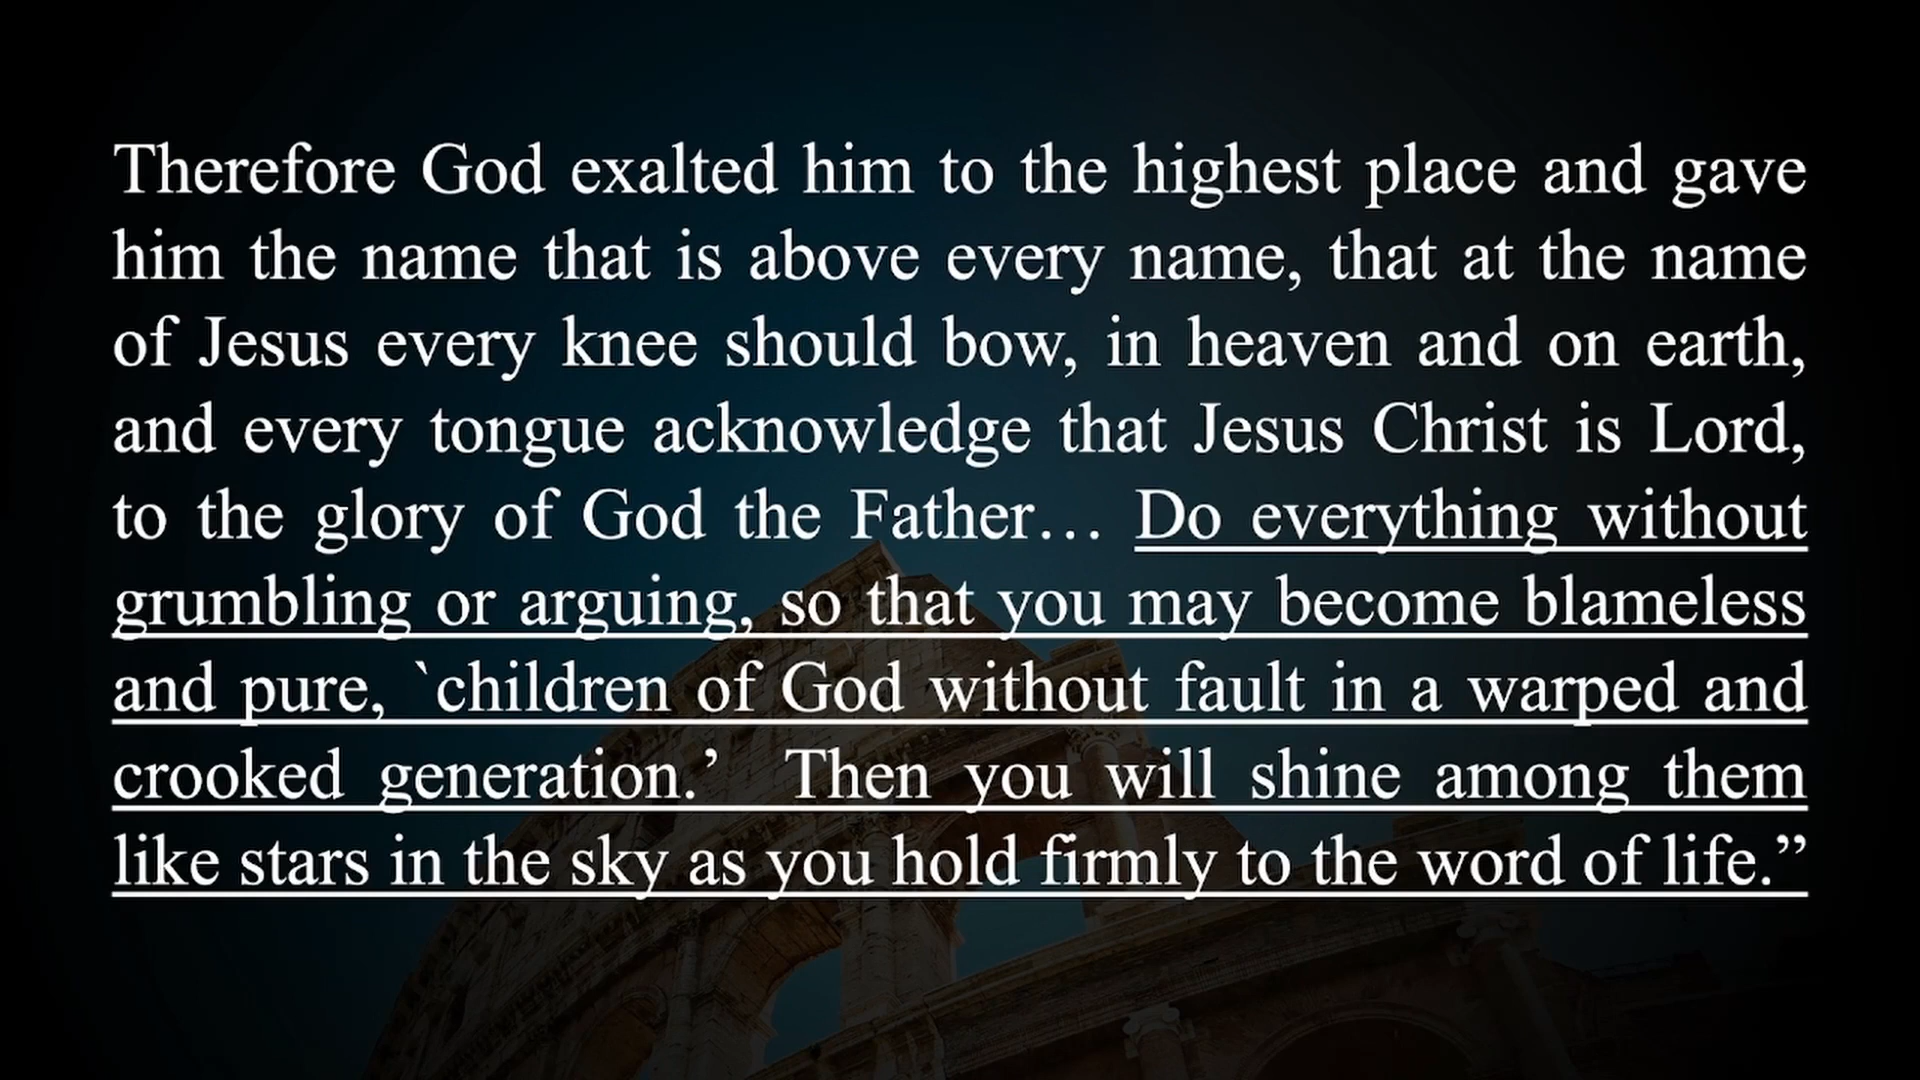 Therefore God exalted him to the highest place and gave
him the name that is above every name, that at the name
of Jesus every knee should bow, in heaven and on earth,
and every tongue acknowledge that Jesus Christ is Lord,
to the glory of God the Father… Do everything without
grumbling or arguing, so that you may become blameless
and pure, `children of God without fault in a warped and
crooked generation.’ Then you will shine among them
like stars in the sky as you hold firmly to the word of life.”